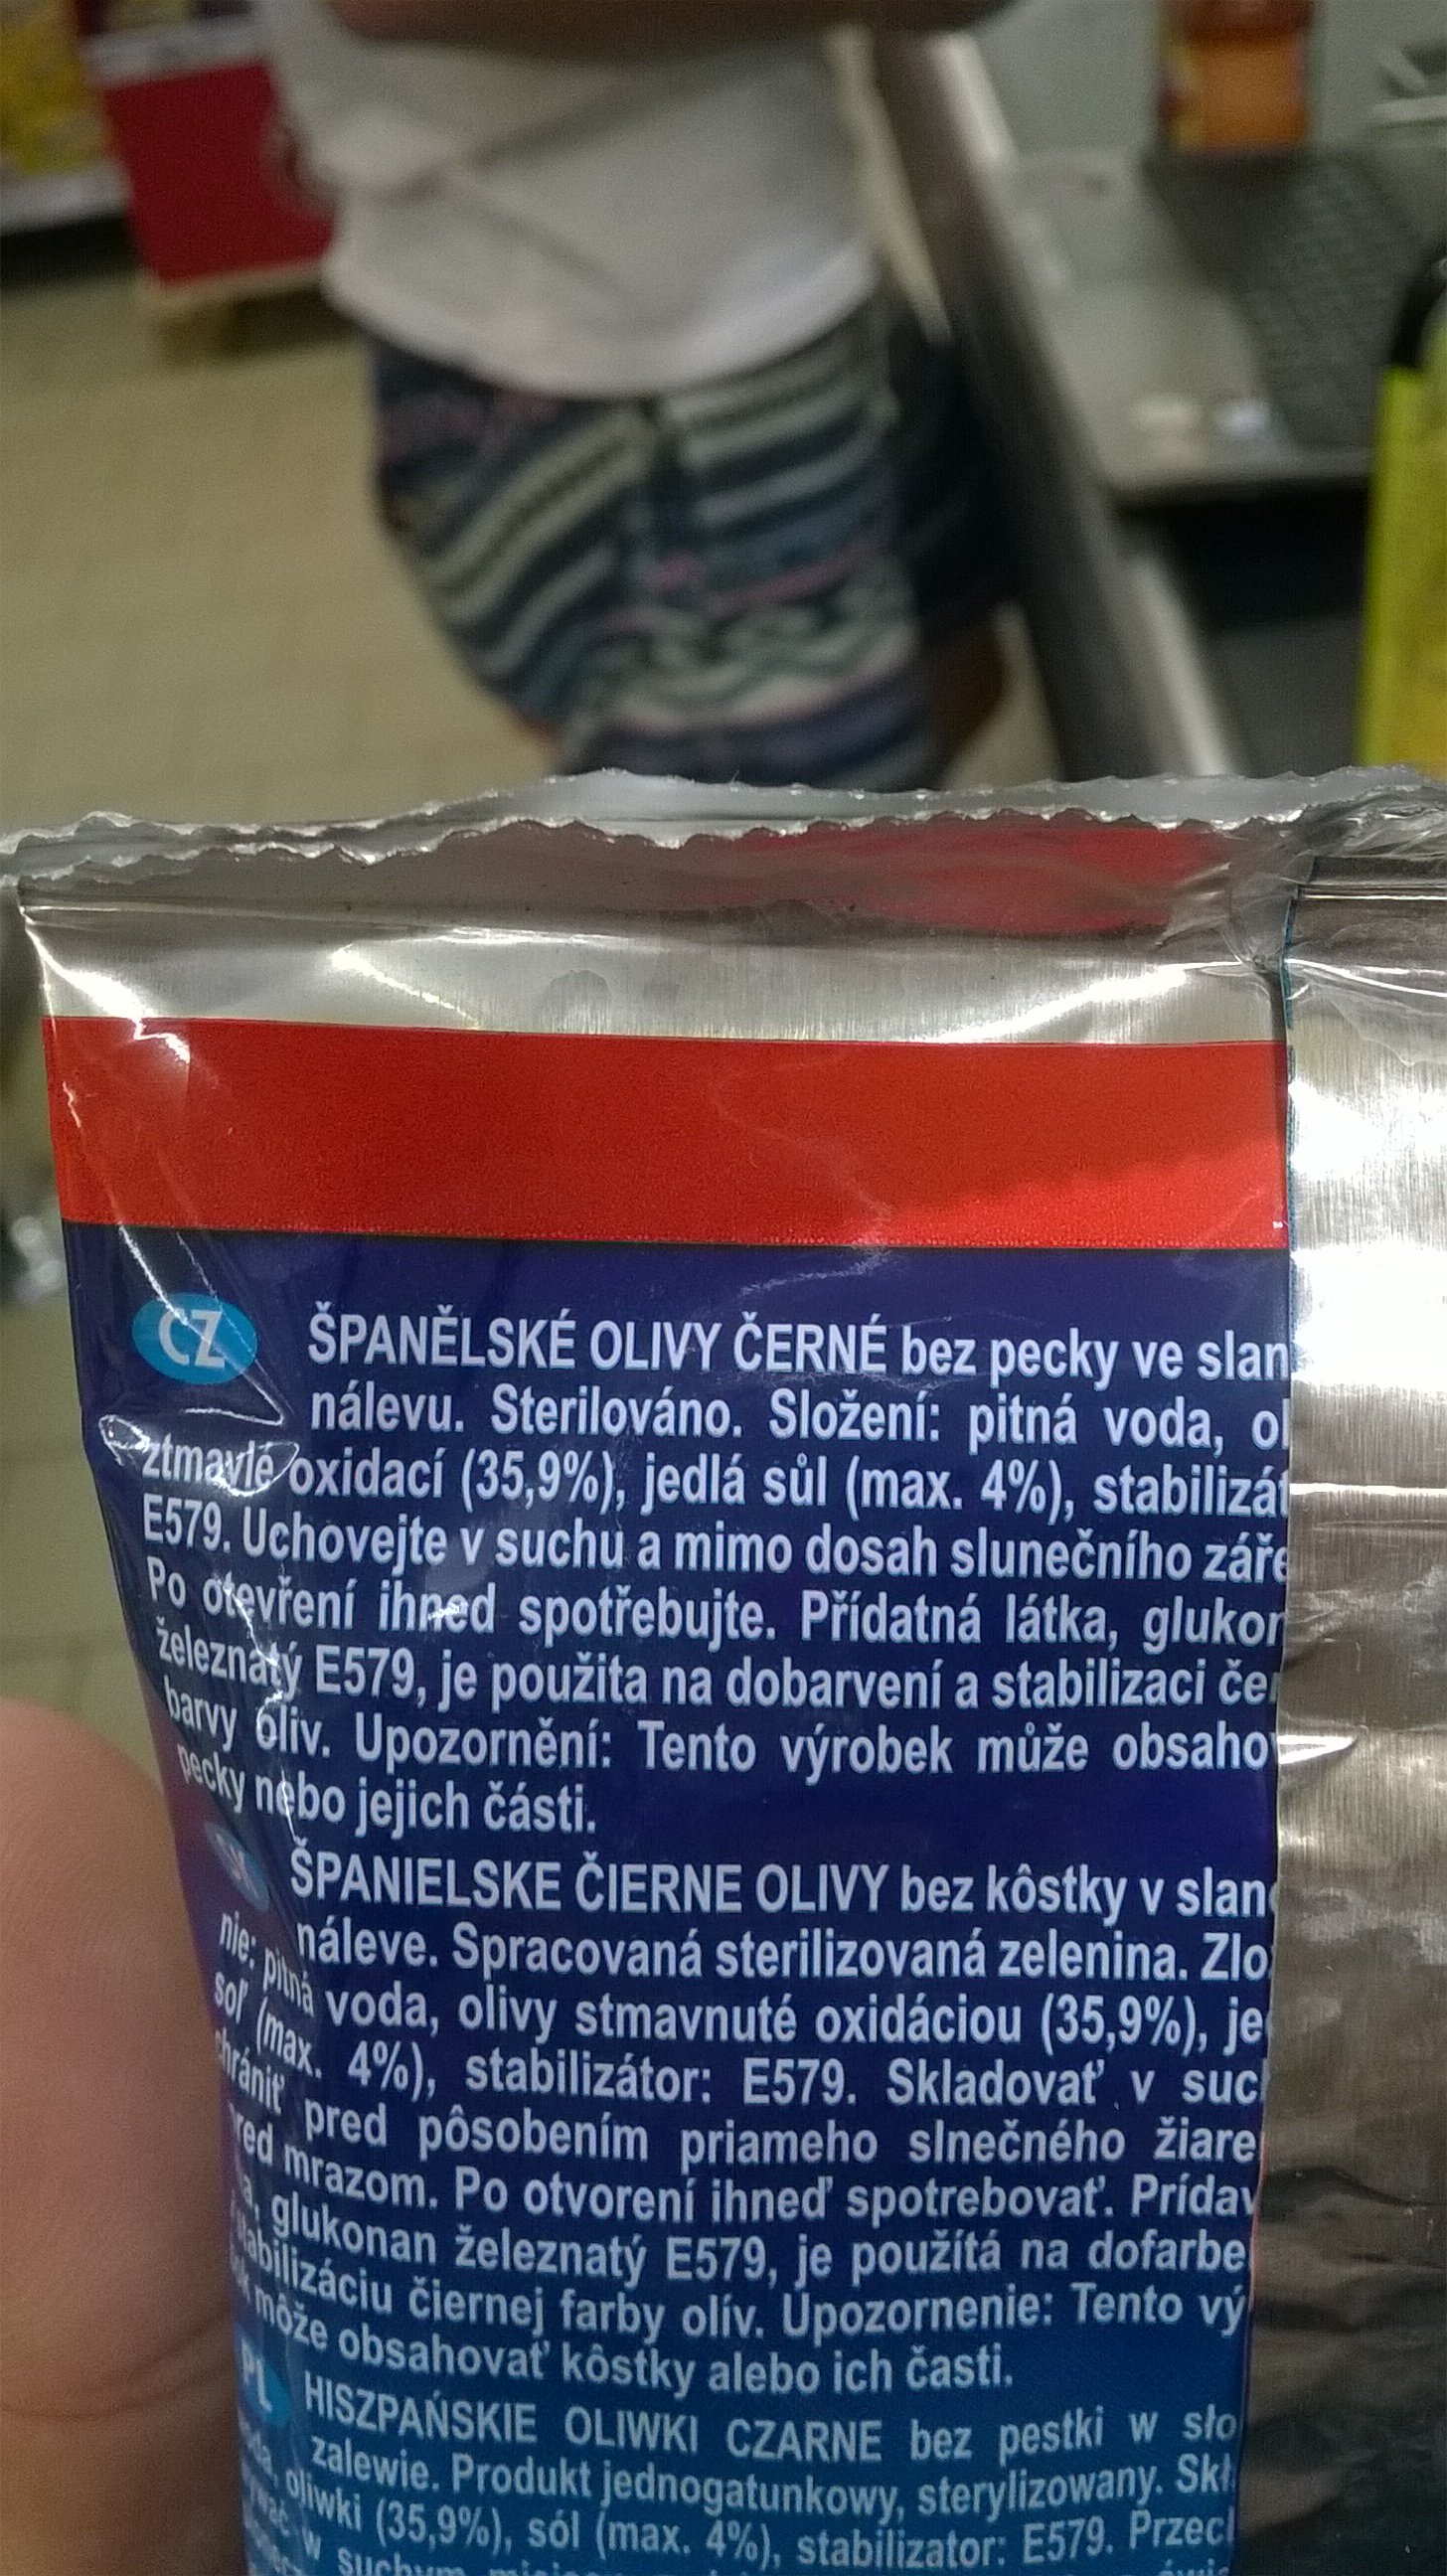 CZ
ŠPANĚLSKÉ OLIVY ČERNÉ bez pecky ve slan
nálevu. Sterilováno. Složení: pitná voda, ol
ztmavlé oxidací (35,9%), jedlá sůl (max. 4%), stabilizát
E579. Uchovejte v suchu a mimo dosah slunečního záře
Po otevření ihned spotřebujte. Přídatná látka, glukon
železnatý E579, je použita na dobarvení a stabilizaci čer
barvy oliv. Upozornění: Tento výrobek může obsahov
pecky nebo jejich části.
SK
ŠPANIELSKE ČIERNE OLIVY bez kôstky v slan
náleve. Spracovaná sterilizovaná zelenina. Zlo
nie: pitná voda, olivy stmavnuté oxidáciou (35,9%), je
soľ (max. 4%), stabilizátor: E579. Skladovať v such
chrániť pred pôsobením priameho slnečného žiare
pred mrazom. Po otvorení ihneď spotrebovať. Prídav
glukonan železnatý E579, je použítá na dofarbe
stabilizáciu čiernej farby olív. Upozornenie: Tento vý
môže obsahovať kôstky alebo ich časti.
PL
HISZPAŃSKIE OLIWKI CZARNE bez pestki w sło
zalewie. Produkt jednogatunkowy, sterylizowany. Skł
oliwki (35,9%), sól (max. 4%), stabilizator: E579. Przech
w suchym